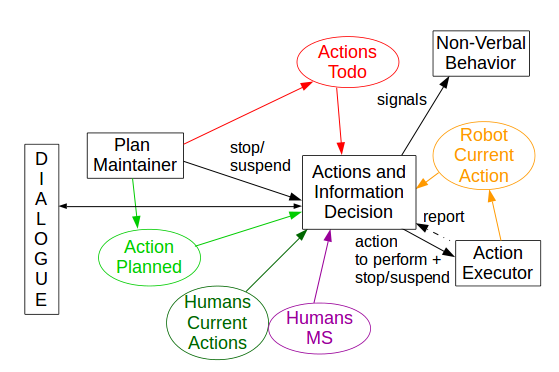 Actions
Todo
Non-Verbal
Behavior
signals
Robot
Current
Action
D
I
A
L
O
G
U
E
Plan
Maintainer
stop/
suspend
Actions and
Information
Decision
report
Action
Planned
action
to perform +
stop/suspend
Action
Executor
Humans
Current
Actions
Humans
MS